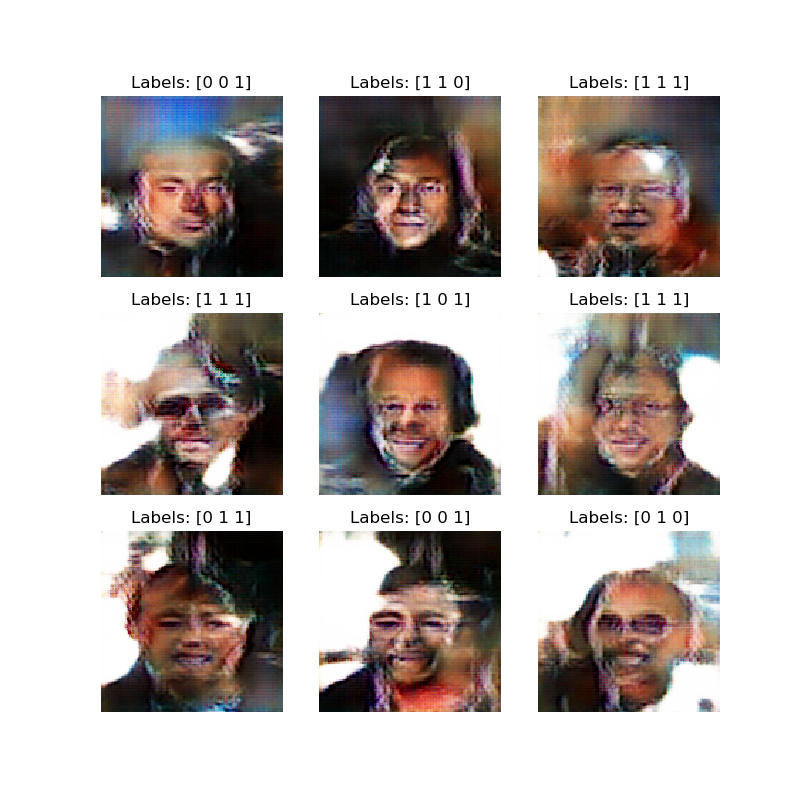 Labels: [0 0 1]
Labels: [1 1 0]
Labels: [1 1 1]
Labels: [1 1 1]
Labels: [1 0 1]
Labels: [1 1 1]
Labels: [0 1 1]
Labels: [0 0 1]
Labels: [0 1 0]